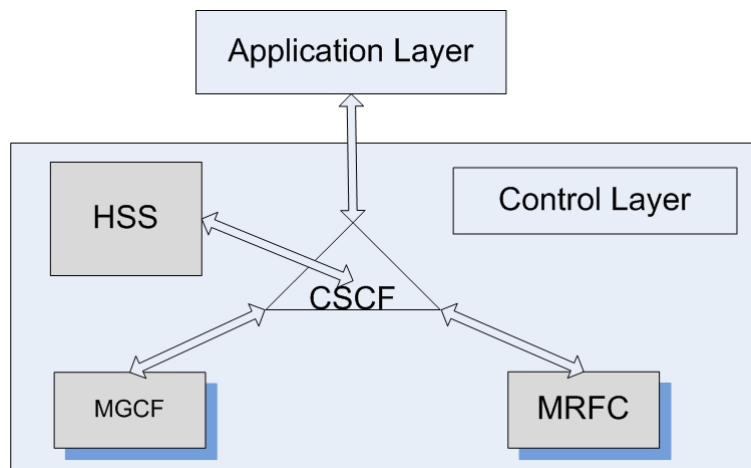 Application Layer
HSS
Control Layer
CSCF
MGCF
MRFC